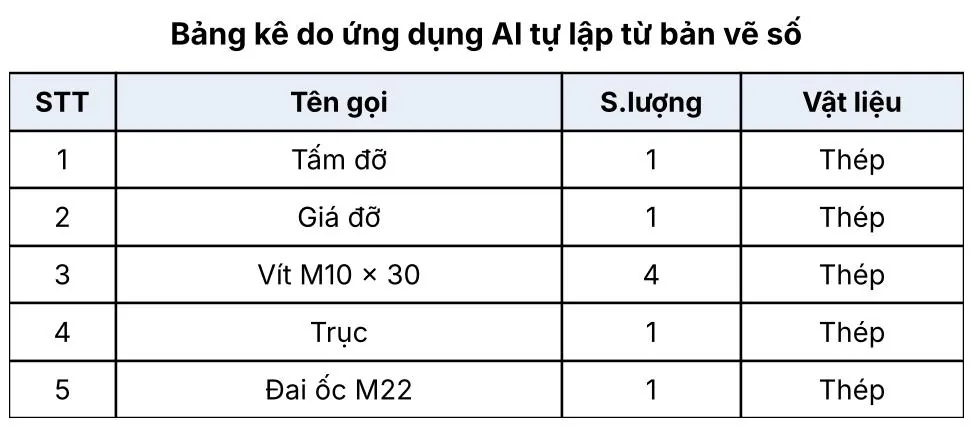 Bảng kê do ứng dụng AI tự lập từ bản vẽ số
STT Tên gọi S.lượng Vật liệu
1 Tấm đỡ 1 Thép
2 Giá đỡ 1 Thép
3 Vít M10 × 30 4 Thép
4 Trục 1 Thép
5 Đai ốc M22 1 Thép